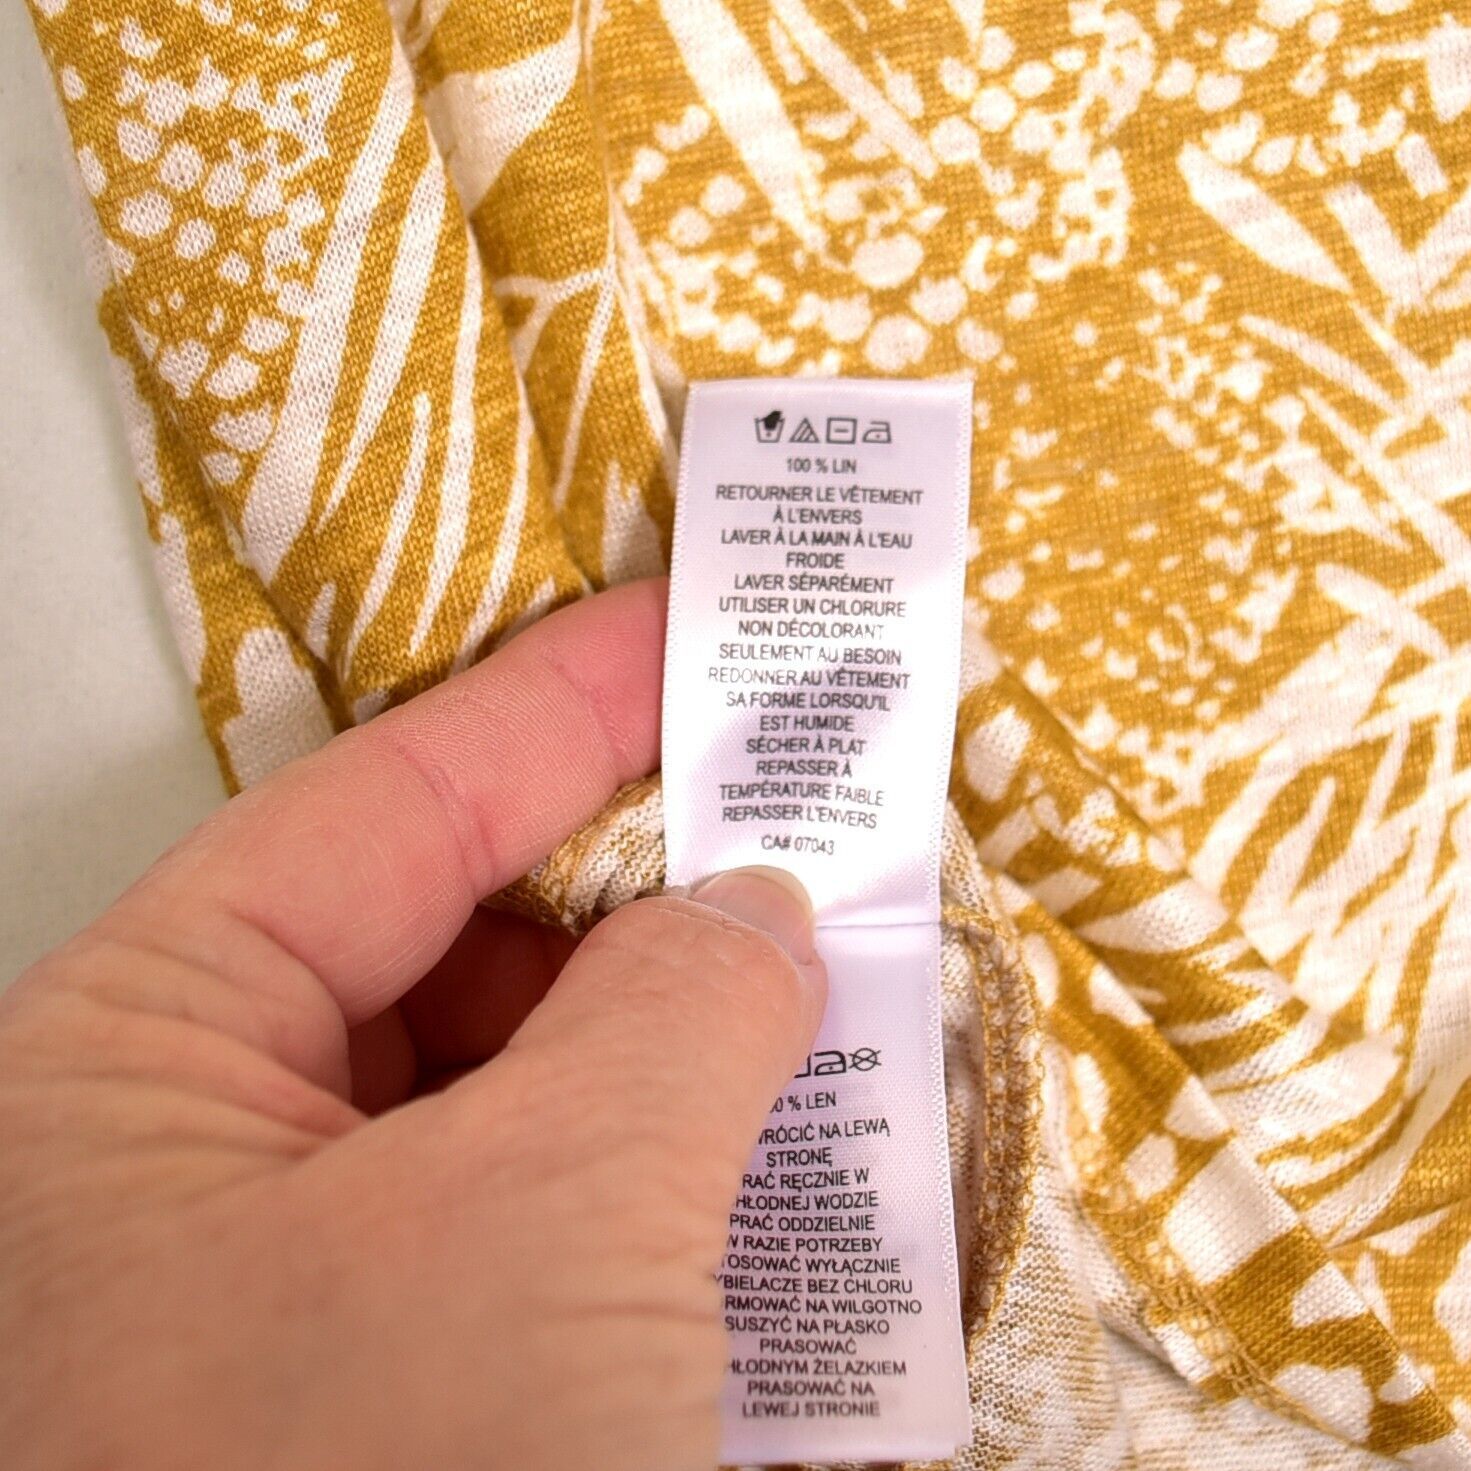 100 % LIN
RETOURNER LE VÊTEMENT
À L'ENVERS
LAVER À LA MAIN À L'EAU
FROIDE
LAVER SÉPARÉMENT
UTILISER UN CHLORURE
NON DÉCOLORANT
SEULEMENT AU BESOIN
REDONNER AU VÊTEMENT
SA FORME LORSQU'IL
EST HUMIDE
SÉCHER À PLAT
REPASSER À
TEMPÉRATURE FAIBLE
REPASSER L'ENVERS
CA# 07043
% LEN
NA LEWĄ
STRONĘ
RĘCZNIE W
WODZIE
PRAĆ ODDZIELNIE
W RAZIE POTRZEBY
WYŁĄCZNIE
BEZ CHLORU
NA WILGOTNO
SUSZYĆ NA PŁASKO
PRASOWAĆ
ŻELAZKIEM
PRASOWAĆ NA
LEWEJ STRONIE